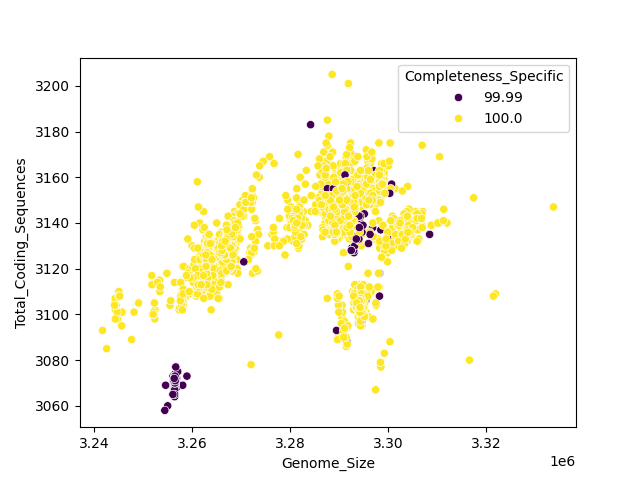 Completeness_Specific
99.99
100.0
3200
3180
3160
3140
3120
3100
3080
3060
Total_Coding_Sequences
3.24 3.26 3.28 3.30 3.32
1e6
Genome_Size